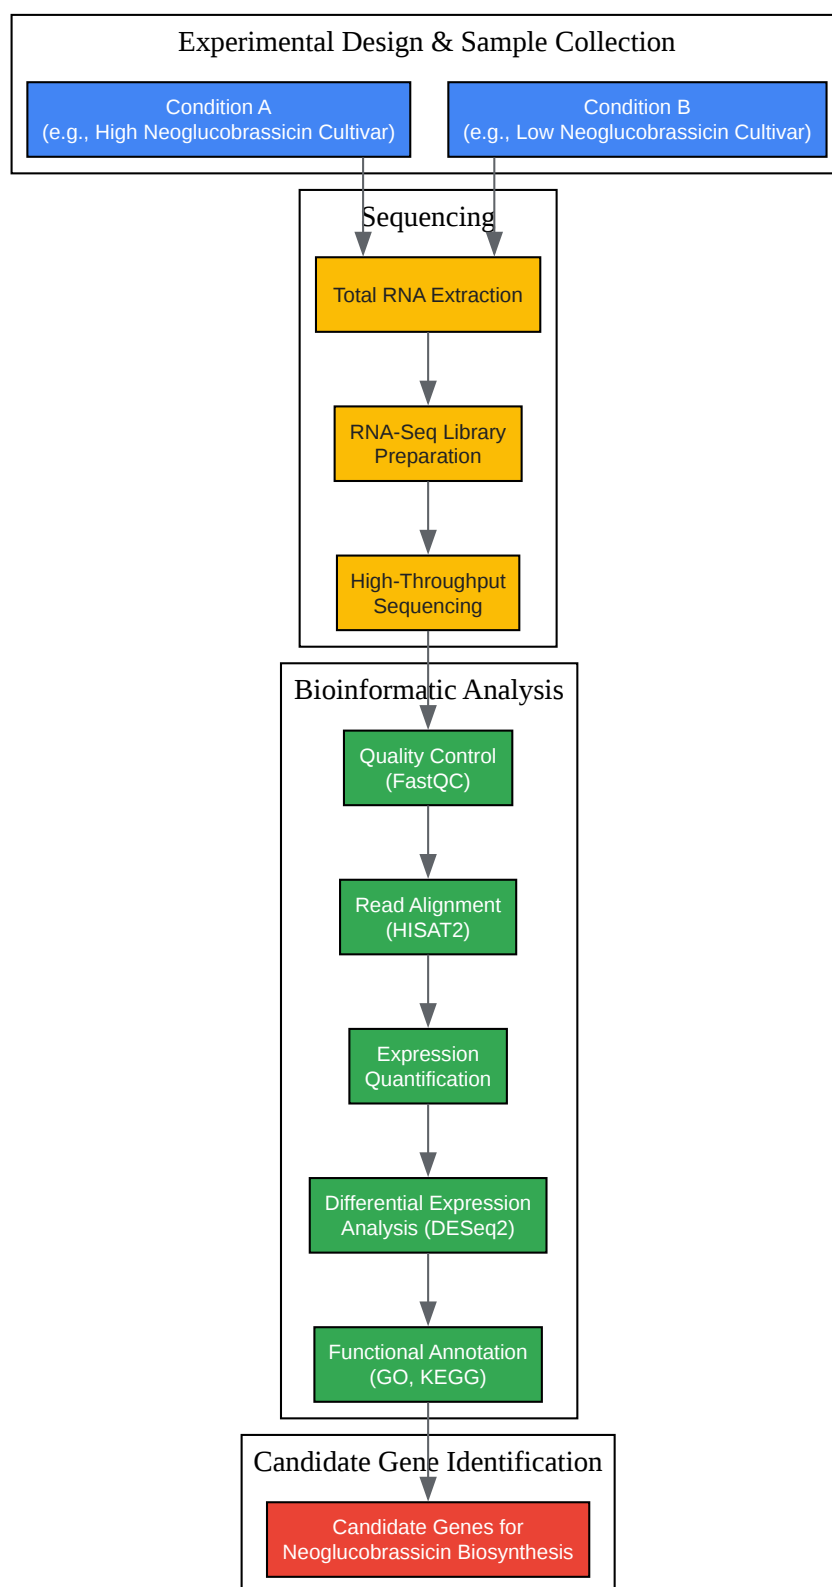 Experimental Design & Sample Collection
Condition A
(e.g., High Neoglucobrassicin Cultivar)
Condition B
(e.g., Low Neoglucobrassicin Cultivar)
Sequencing
Total RNA Extraction
RNA-Seq Library
Preparation
High-Throughput
Sequencing
Bioinformatic Analysis
Quality Control
(FastQC)
Read Alignment
(HISAT2)
Expression
Quantification
Differential Expression
Analysis (DESeq2)
Functional Annotation
(GO, KEGG)
Candidate Gene Identification
Candidate Genes for
Neoglucobrassicin Biosynthesis